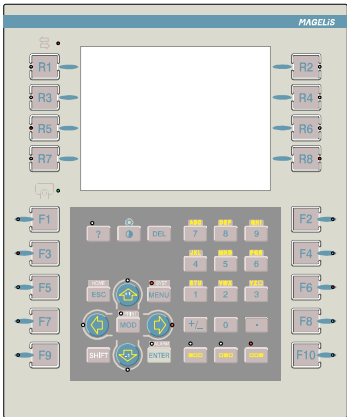 MAGELIS
R1 R2
R3 R4
R5 R6
R7 R8
F1 F2
? DEL 7 8 9
F3 F4
4 5 6
HOME
F5 ESC MENU 1 2 3 F6
F7 MOD +/_ 0 . F8
F9 SHIFT ENTER F10